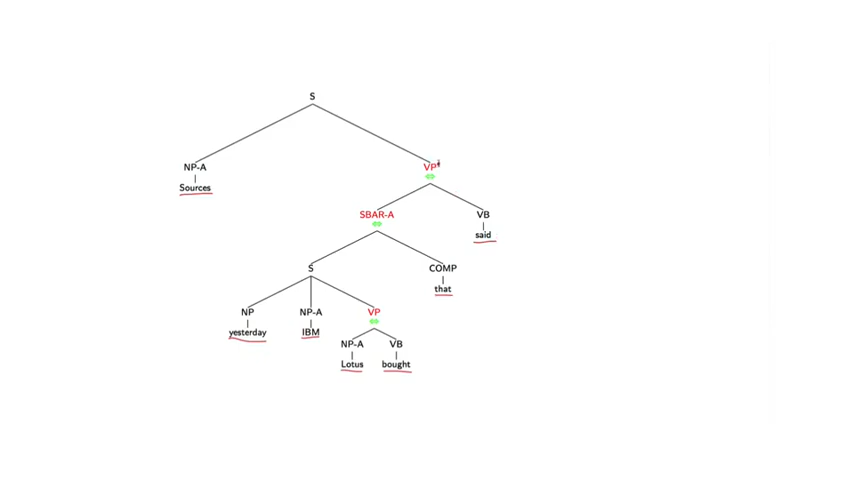 S
NP-A
VP
Sources
SBAR-A
VB
said
S
COMP
that
NP
NP-A
VP
yesterday
IBM
NP-A
VB
Lotus
bought